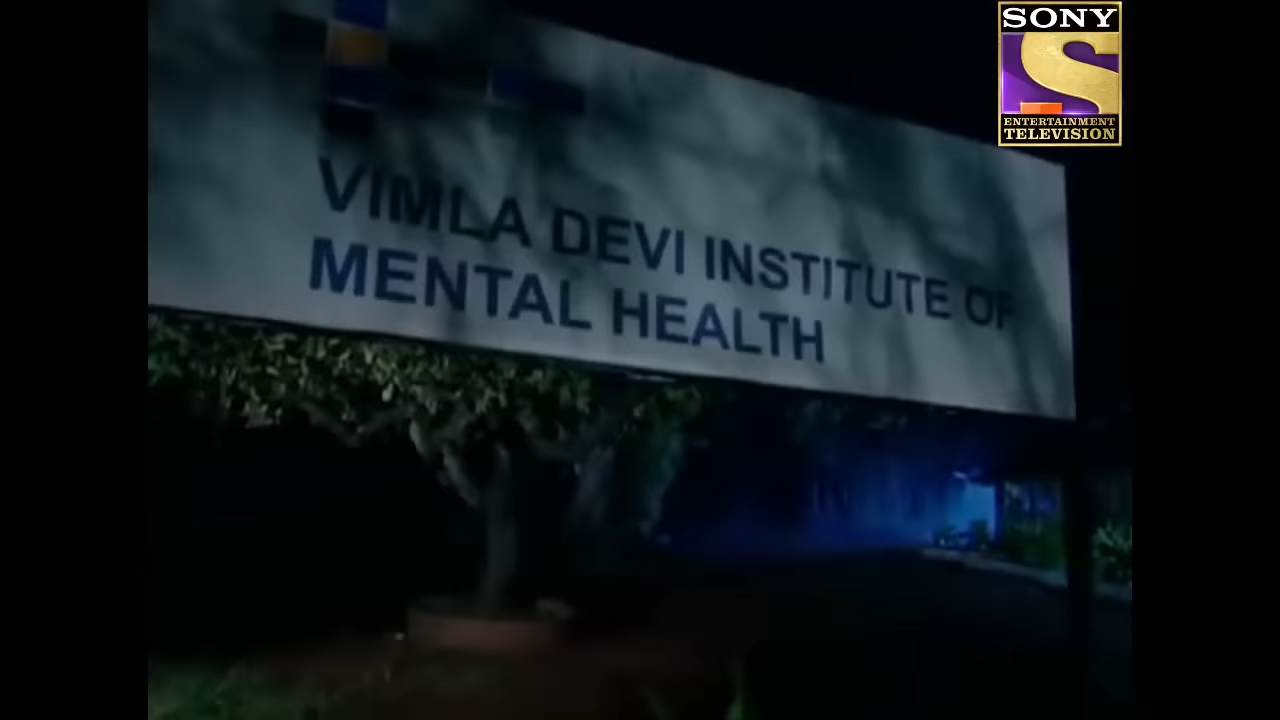 SONY
ENTERTAINMENT
TELEVISION
VIMLA DEVI INSTITUTE OF
MENTAL HEALTH